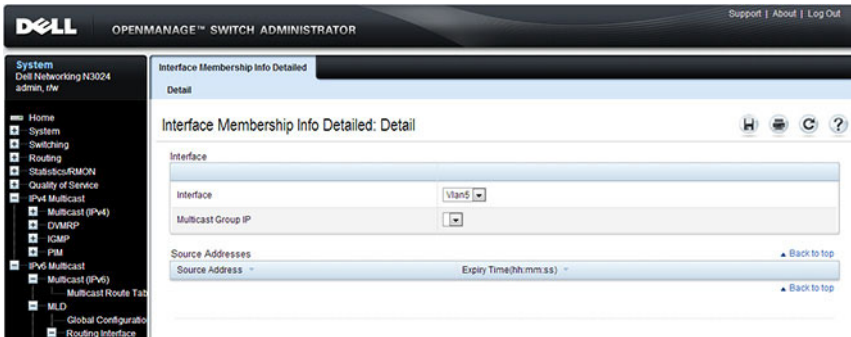 Support | About | Log Out
DELL OPENMANAGE™ SWITCH ADMINISTRATOR
System
Dell Networking N3024
admin, r/w
Home
System
Switching
Routing
Statistics/RMON
Quality of Service
IPv4 Multicast
Multicast (IPv4)
DVMRP
IGMP
PIM
IPv6 Multicast
Multicast (IPv6)
Multicast Route Tab
MLD
Global Configuratio
Routing Interface
Interface Membership Info Detailed
Detail
Interface Membership Info Detailed: Detail
Interface
Interface Vlan5
Multicast Group IP
Source Addresses Back to top
Source Address Expiry Time(hh:mm:ss)
Back to top